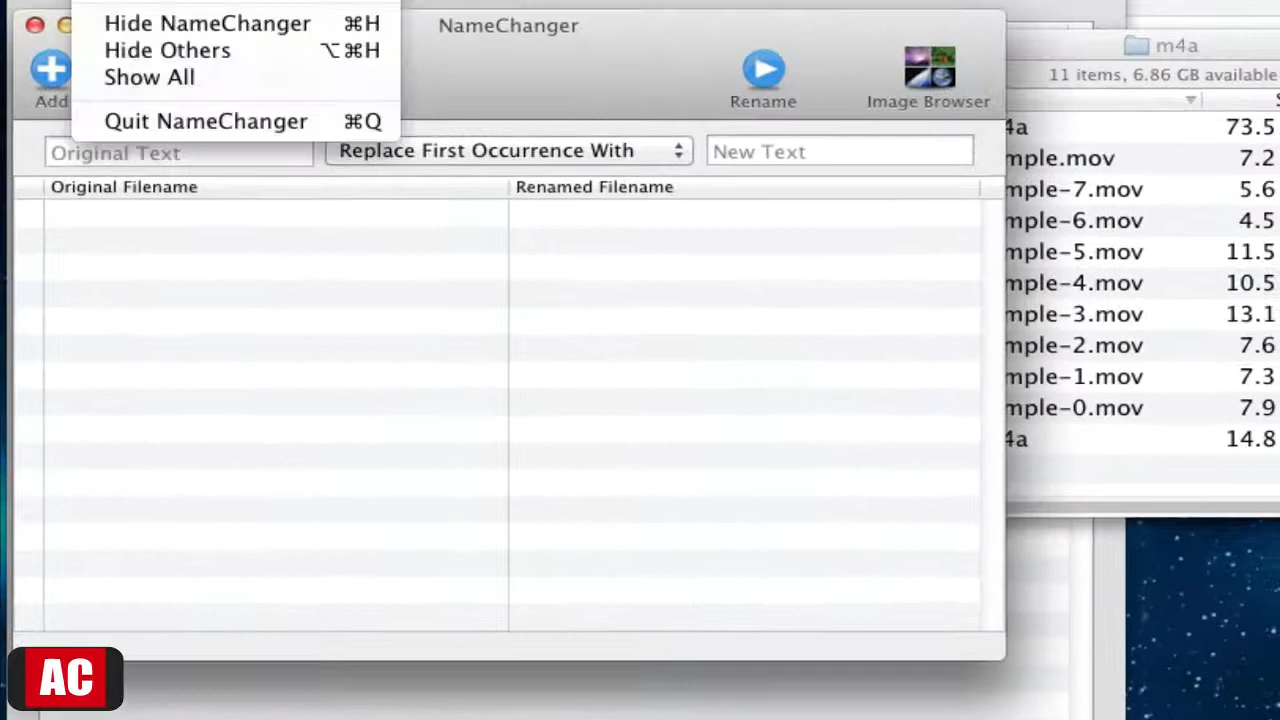 Hide NameChanger ⌘H
Hide Others ⌥⌘H
Show All
Quit NameChanger ⌘Q
NameChanger
Add
Rename
Image Browser
Original Text
Replace First Occurrence With
New Text
Original Filename
Renamed Filename
m4a
11 items, 6.86 GB available
4a 73.5
mple.mov 7.2
mple-7.mov 5.6
mple-6.mov 4.5
mple-5.mov 11.5
mple-4.mov 10.5
mple-3.mov 13.1
mple-2.mov 7.6
mple-1.mov 7.3
mple-0.mov 7.9
4a 14.8
AC